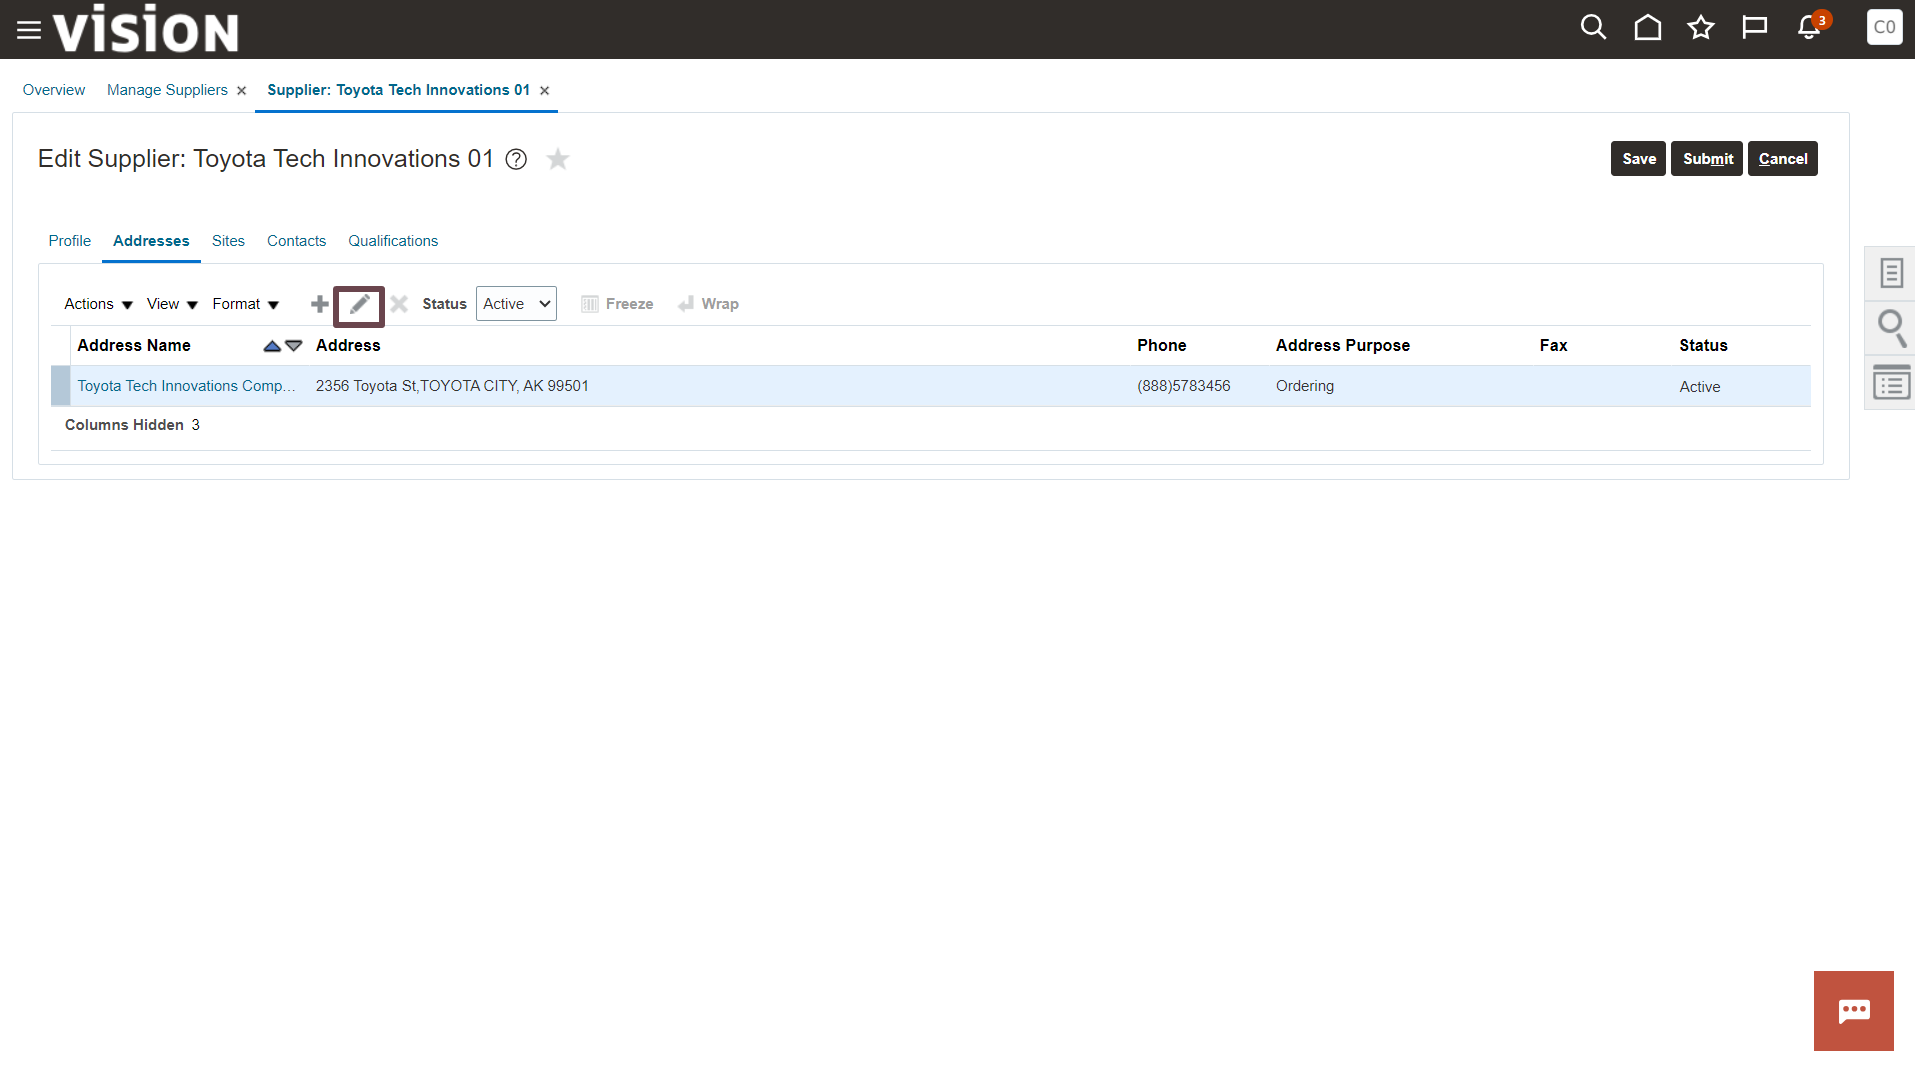 vision
3
C0
Overview Manage Suppliers × Supplier: Toyota Tech Innovations 01 ×
Edit Supplier: Toyota Tech Innovations 01 ?
Save Submit Cancel
Profile Addresses Sites Contacts Qualifications
Actions View Format Status Active Freeze Wrap
Address Name Address Phone Address Purpose Fax Status
Toyota Tech Innovations Comp... 2356 Toyota St,TOYOTA CITY, AK 99501 (888)5783456 Ordering Active
Columns Hidden 3